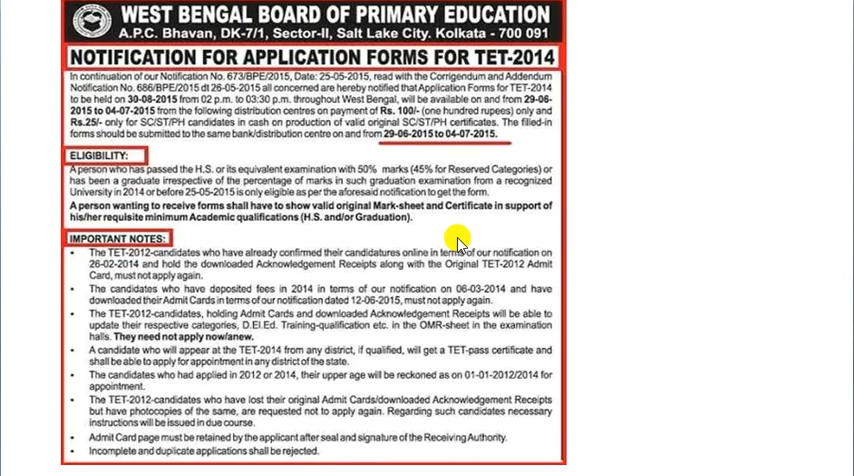 WEST BENGAL BOARD OF PRIMARY EDUCATION
A.P.C. Bhavan, DK-7/1, Sector-II, Salt Lake City. Kolkata - 700 091
NOTIFICATION FOR APPLICATION FORMS FOR TET-2014
In continuation of our Notification No. 673/BPE/2015, Date: 25-05-2015, read with the Corrigendum and Addendum
Notification No. 686/BPE/2015 dt 26-05-2015 all concerned are hereby notified that Application Forms for TET-2014
to be held on 30-08-2015 from 02 p.m. to 03:30 p.m. throughout West Bengal, will be available on and from 29-06-
2015 to 04-07-2015 from the following distribution centres on payment of Rs. 100/- (one hundred rupees) only and
Rs.25/- only for SC/ST/PH candidates in cash on production of valid original SC/ST/PH certificates. The filled-in
forms should be submitted to the same bank/distribution centre on and from 29-06-2015 to 04-07-2015.
ELIGIBILITY:
A person who has passed the H.S. or its equivalent examination with 50% marks (45% for Reserved Categories) or
has been a graduate irrespective of the percentage of marks in such graduation examination from a recognized
University in 2014 or before 25-05-2015 is only eligible as per the aforesaid notification to get the form.
A person wanting to receive forms shall have to show valid original Mark-sheet and Certificate in support of
his/her requisite minimum Academic qualifications (H.S. and/or Graduation).
IMPORTANT NOTES:
• The TET-2012-candidates who have already confirmed their candidatures online in terms of our notification on
26-02-2014 and hold the downloaded Acknowledgement Receipts along with the Original TET-2012 Admit
Card, must not apply again.
• The candidates who have deposited fees in 2014 in terms of our notification on 06-03-2014 and have
downloaded their Admit Cards in terms of our notification dated 12-06-2015, must not apply again.
• The TET-2012-candidates, holding Admit Cards and downloaded Acknowledgement Receipts will be able to
update their respective categories, D.El.Ed. Training-qualification etc. in the OMR-sheet in the examination
halls. They need not apply now/anew.
• A candidate who will appear at the TET-2014 from any district, if qualified, will get a TET-pass certificate and
shall be able to apply for appointment in any district of the state.
• The candidates who had applied in 2012 or 2014, their upper age will be reckoned as on 01-01-2012/2014 for
appointment.
• The TET-2012-candidates who have lost their original Admit Cards/downloaded Acknowledgement Receipts
but have photocopies of the same, are requested not to apply again. Regarding such candidates necessary
instructions will be issued in due course.
• Admit Card page must be retained by the applicant after seal and signature of the Receiving Authority.
• Incomplete and duplicate applications shall be rejected.